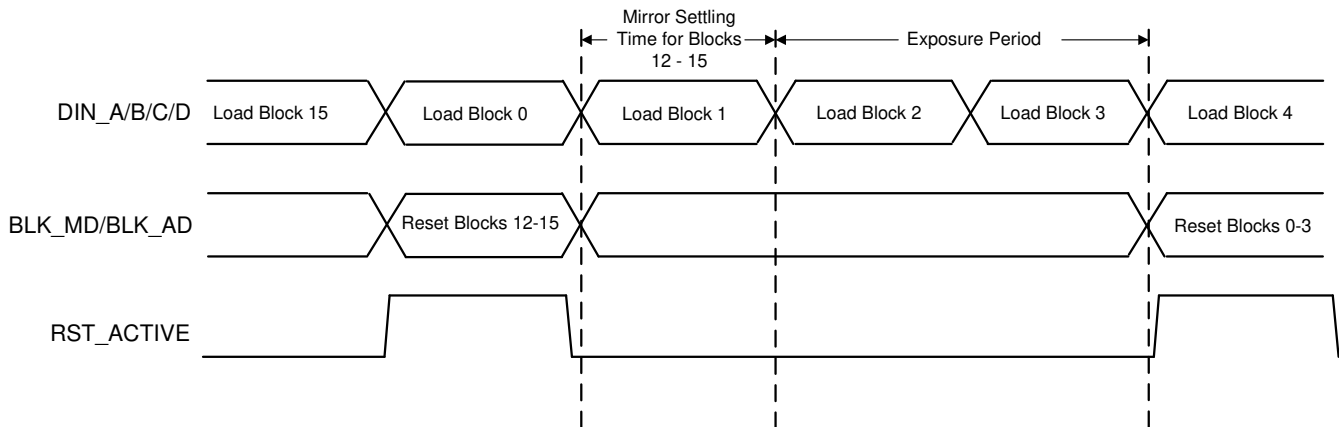 Mirror Settling
Time for Blocks
12 - 15
Exposure Period
DIN_A/B/C/D
Load Block 15
Load Block 0
Load Block 1
Load Block 2
Load Block 3
Load Block 4
BLK_MD/BLK_AD
Reset Blocks 12-15
Reset Blocks 0-3
RST_ACTIVE